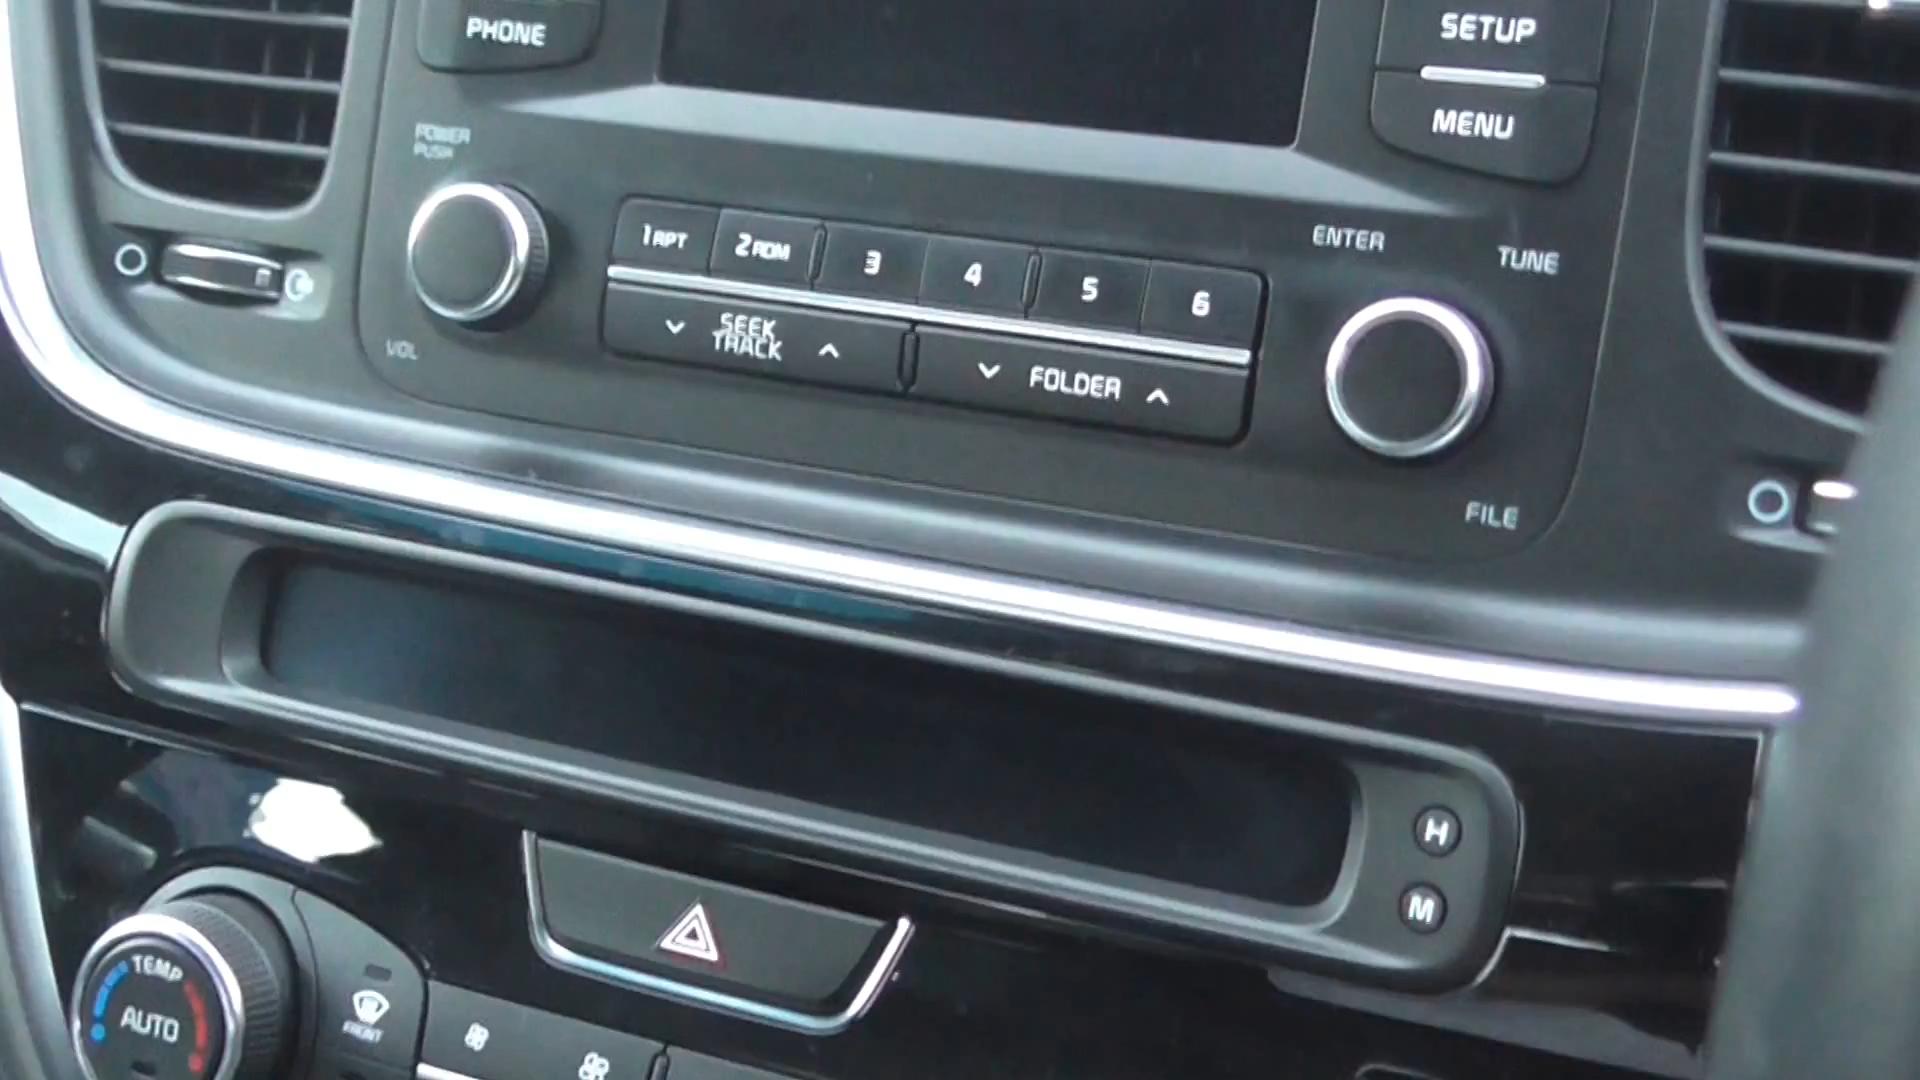 PHONE
SETUP
MENU
POWER
PUSH
VOL
1 RPT
2 RDM
3
4
5
6
SEEK
TRACK
FOLDER
ENTER
TUNE
FILE
H
M
TEMP
AUTO
FRONT